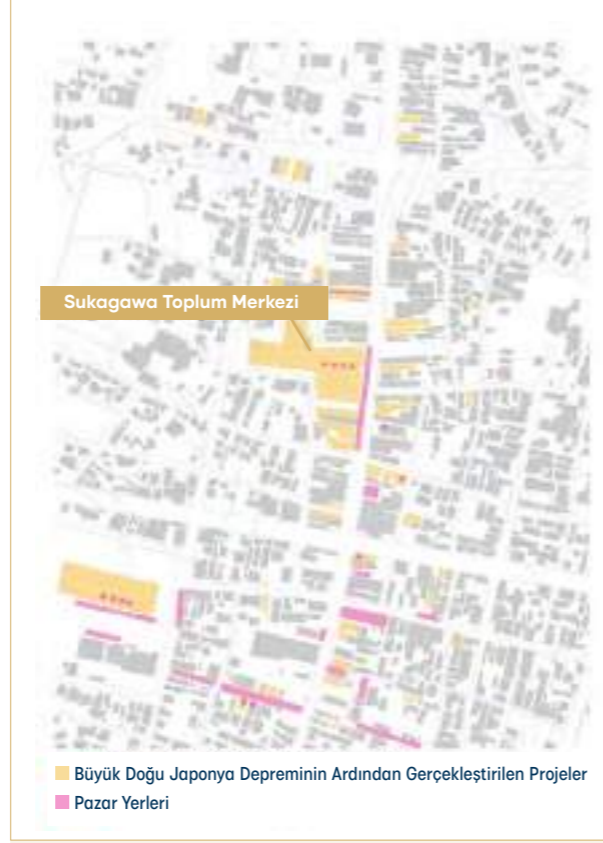 Sukagawa Toplum Merkezi
Büyük Doğu Japonya Depreminin Ardından Gerçekleştirilen Projeler
Pazar Yerleri